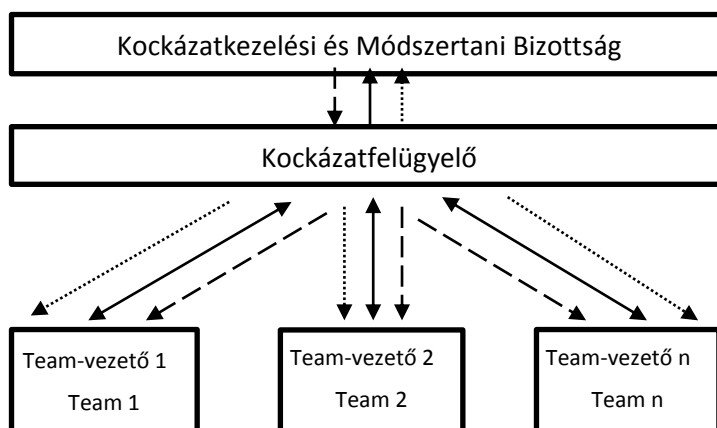 Kockázatkezelési és Módszertani Bizottság
Kockázatfelügyelő
Team-vezető 1
Team 1
Team-vezető 2
Team 2
Team-vezető n
Team n